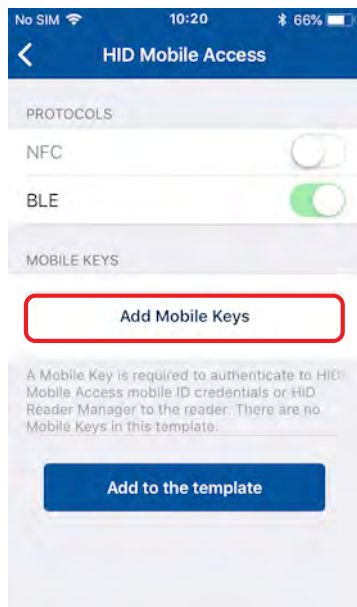 No SIM 10:20 66%
HID Mobile Access
PROTOCOLS
NFC
BLE
MOBILE KEYS
Add Mobile Keys
A Mobile Key is required to authenticate to HID
Mobile Access mobile ID credentials or HID
Reader Manager to the reader. There are no
Mobile Keys in this template.
Add to the template